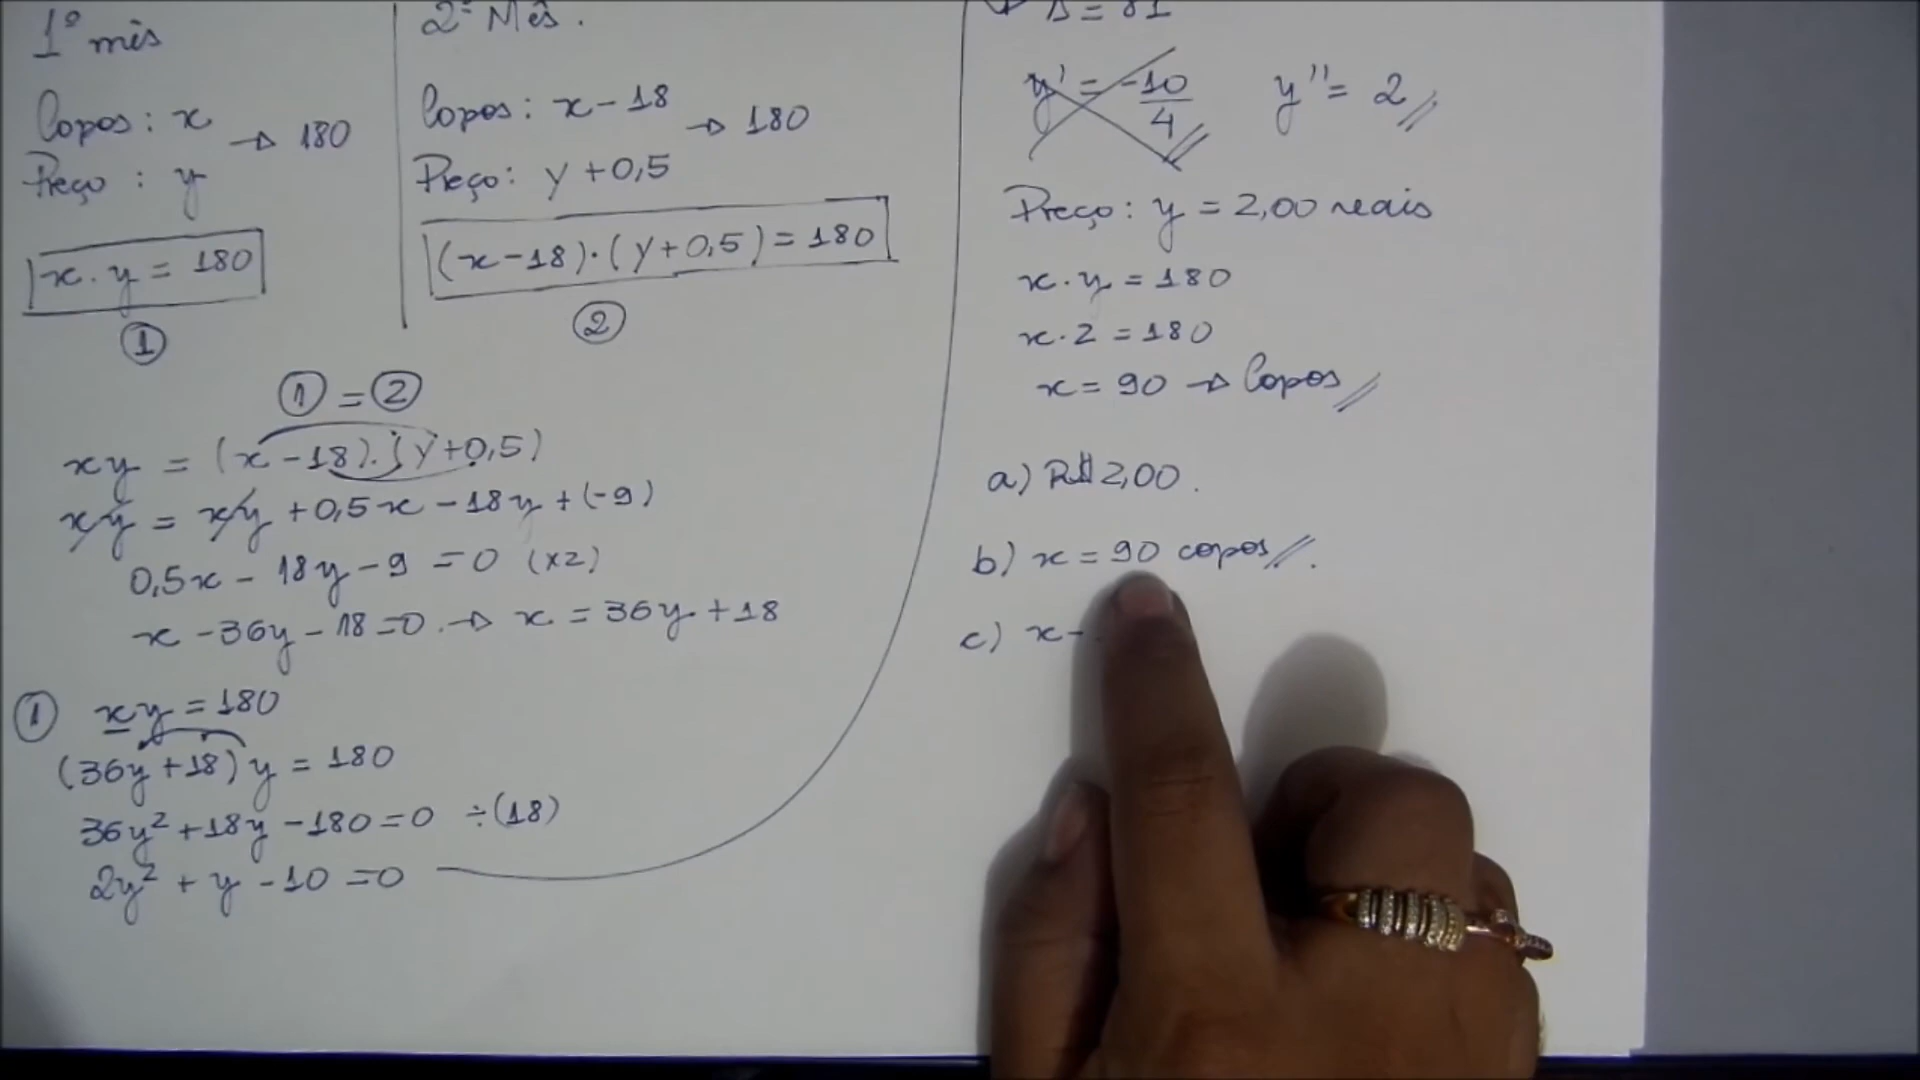 1º mês
Copos: x
→ 180
Preço: y
x · y = 180
1
2º Mês.
Copos: x - 18
→ 180
Preço: y + 0,5
(x - 18) · (y + 0,5) = 180
2
1 = 2
xy = (x - 18) · (y + 0,5)
xy = xy + 0,5x - 18y + (-9)
0,5x - 18y - 9 = 0 (x2)
x - 36y - 18 = 0 → x = 36y + 18
1 xy = 180
(36y + 18) y = 180
36y² + 18y - 180 = 0 ÷(18)
2y² + y - 10 = 0
Δ = 81
y' = -10/4 y'' = 2
Preço: y = 2,00 reais
x · y = 180
x · 2 = 180
x = 90 → Copos
a) R$ 2,00.
b) x = 90 copos.
c) x -